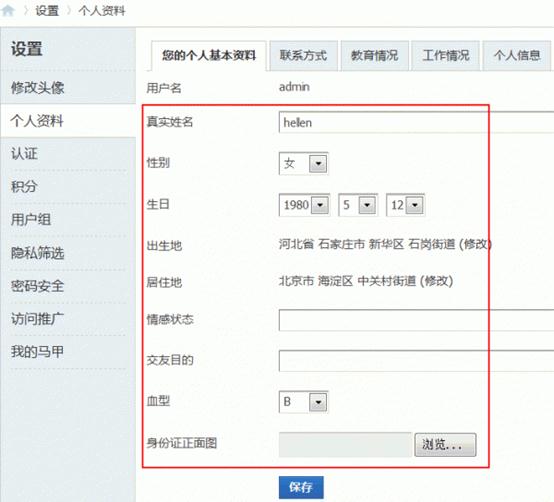 设置 个人资料
设置
修改头像
个人资料
认证
积分
用户组
隐私筛选
密码安全
访问推广
我的马甲
您的个人基本资料 联系方式 教育情况 工作情况 个人信息
用户名 admin
真实姓名 hellen
性别 女
生日 1980 5 12
出生地 河北省 石家庄市 新华区 石岗街道 (修改)
居住地 北京市 海淀区 中关村街道 (修改)
情感状态
交友目的
血型 B
身份证正面图 浏览...
保存